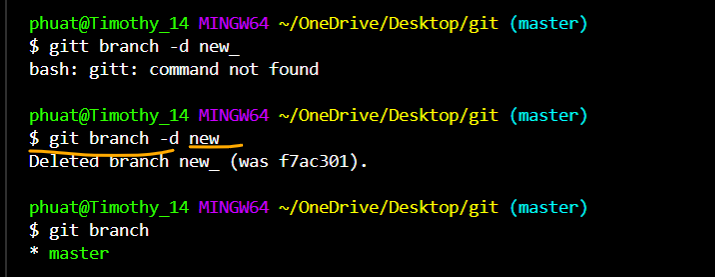 phuat@Timothy_14 MINGW64 ~/OneDrive/Desktop/git (master)
$ gitt branch -d new_
bash: gitt: command not found
phuat@Timothy_14 MINGW64 ~/OneDrive/Desktop/git (master)
$ git branch -d new_
Deleted branch new_ (was f7ac301).
phuat@Timothy_14 MINGW64 ~/OneDrive/Desktop/git (master)
$ git branch
* master